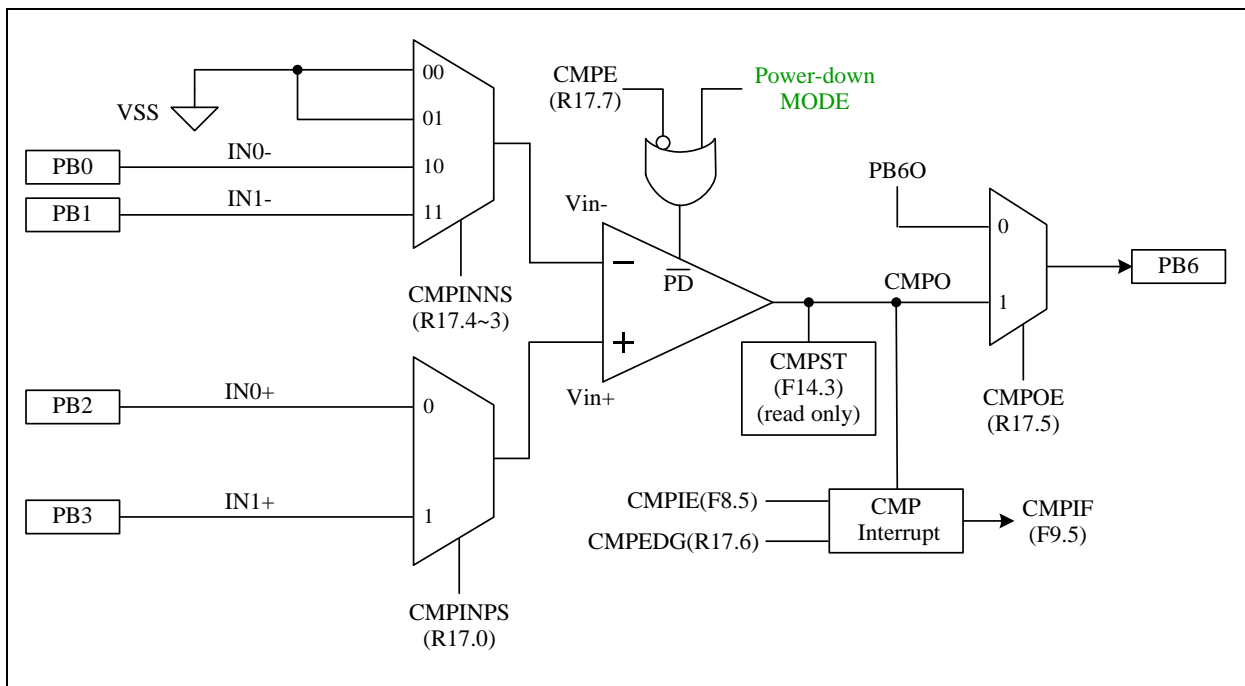 VSS
00
01
10
11
PB0
IN0-
PB1
IN1-
CMPINNS
(R17.4~3)
PB2
IN0+
0
PB3
IN1+
1
CMPINPS
(R17.0)
CMPE
(R17.7)
Power-down
MODE
Vin-
PD
Vin+
CMPO
CMPST
(F14.3)
(read only)
PB6O
0
1
PB6
CMPOE
(R17.5)
CMPIE(F8.5)
CMPEDG(R17.6)
CMP
Interrupt
CMPIF
(F9.5)